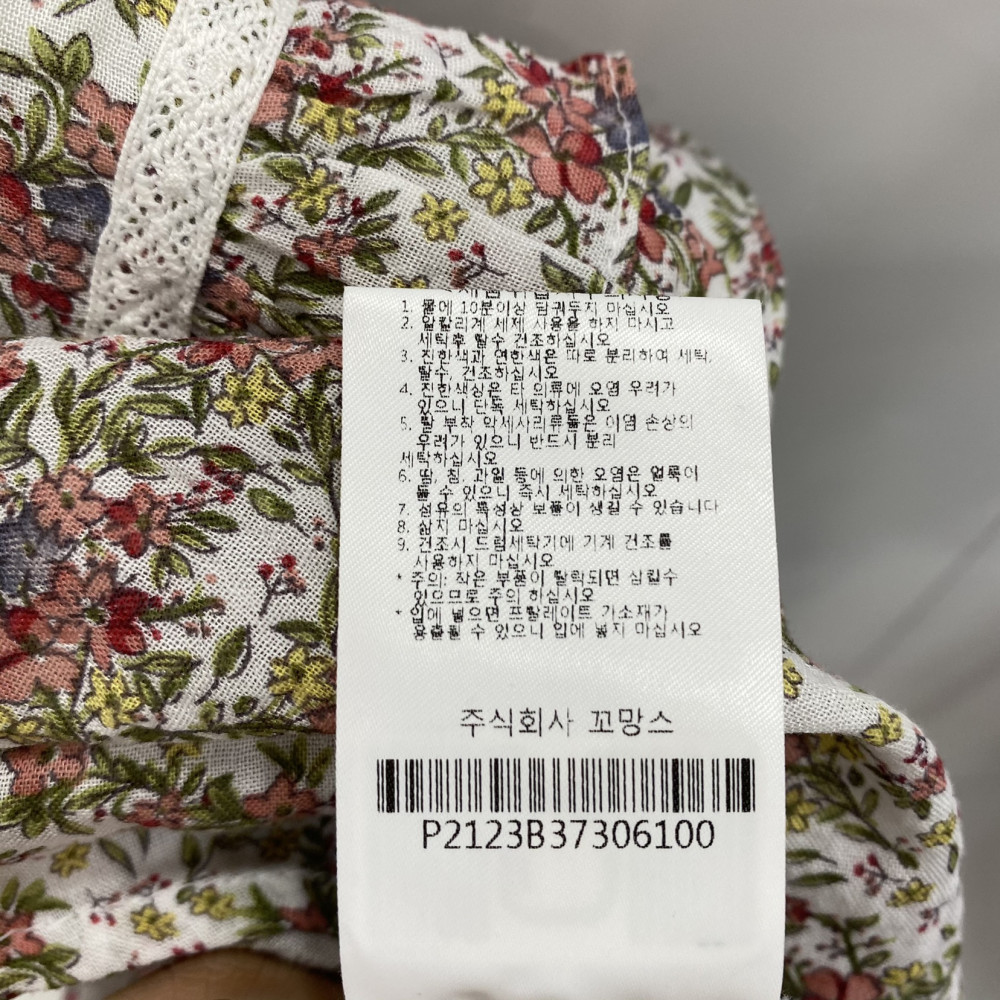 1. 물에 10분이상 담궈두지 마십시오
2. 알칼리계 세제 사용을 하지 마시고
세탁후 탈수 건조하십시오
3. 진한색과 연한색은 따로 분리하여 세탁,
탈수, 건조하십시오
4. 진한색상은 타 의류에 오염 우려가
있으니 단독 세탁하십시오
5. 탈 부착 악세사리류들은 이염 손상의
우려가 있으니 반드시 분리
세탁하십시오
6. 땀, 침, 과일 등에 의한 오염은 얼룩이
될 수 있으니 즉시 세탁하십시오
7. 섬유의 특성상 보풀이 생길 수 있습니다
8. 삶지 마십시오
9. 건조시 드럼세탁기에 기계 건조를
사용하지 마십시오
* 주의: 작은 부품이 탈락되면 삼킬수
있으므로 주의 하십시오
* 입에 넣으면 프탈레이트 가소재가
용출될 수 있으니 입에 넣지 마십시오
주식회사 꼬망스
P2123B37306100